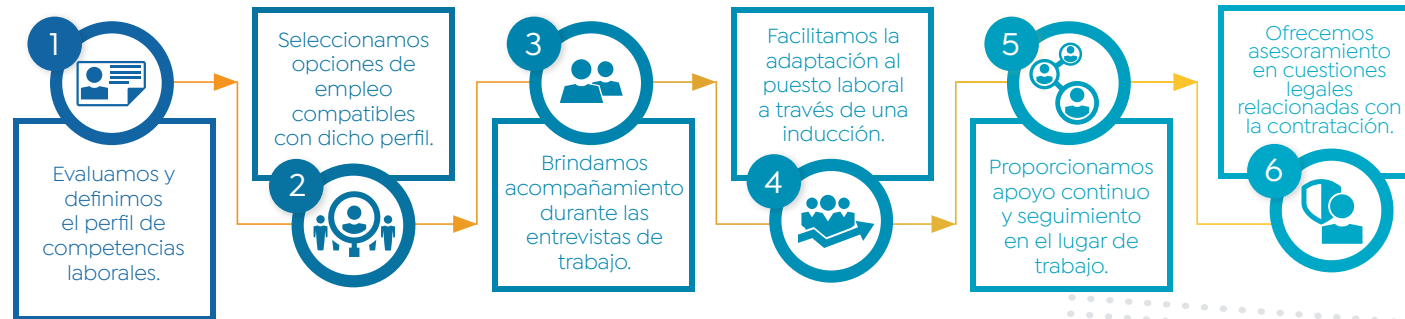 1
Evaluamos y
definimos
el perfil de
competencias
laborales.
Seleccionamos
opciones de
empleo
compatibles
con dicho perfil.
2
3
Brindamos
acompañamiento
durante las
entrevistas de
trabajo.
Facilitamos la
adaptación al
puesto laboral
a través de una
inducción.
4
5
Proporcionamos
apoyo continuo
y seguimiento
en el lugar de
trabajo.
Ofrecemos
asesoramiento
en cuestiones
legales
relacionadas con
la contratación.
6